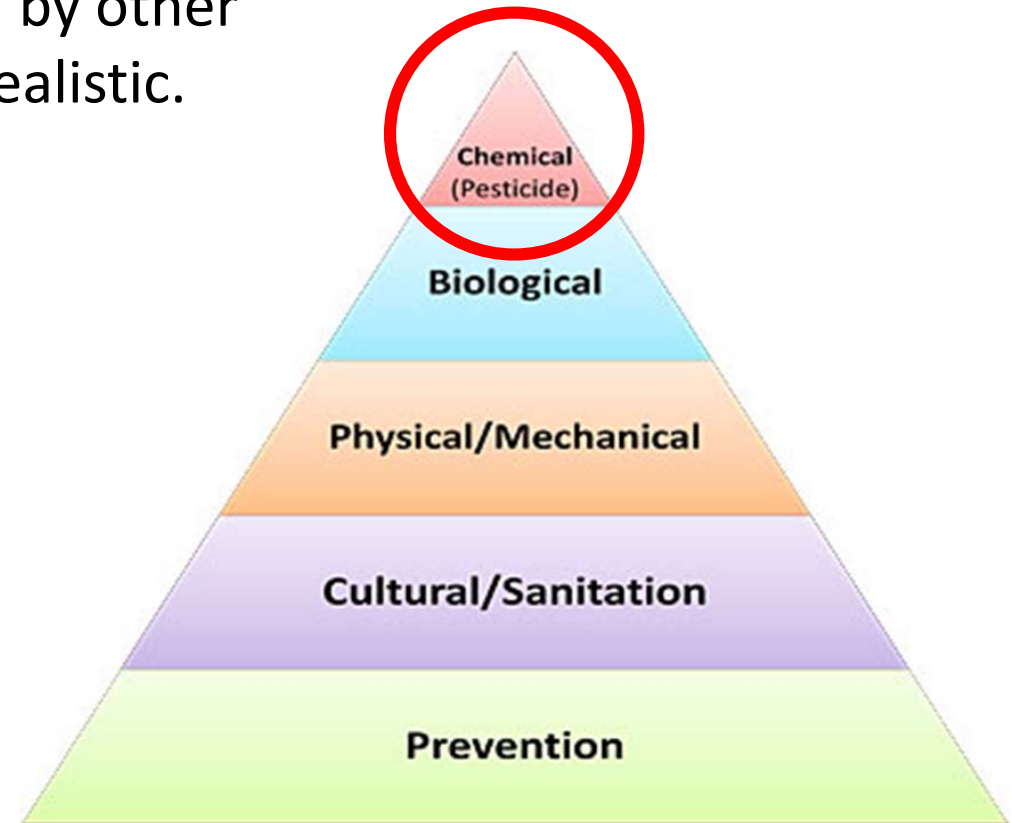 by other
ealistic.
Chemical
(Pesticide)
Biological
Physical/Mechanical
Cultural/Sanitation
Prevention